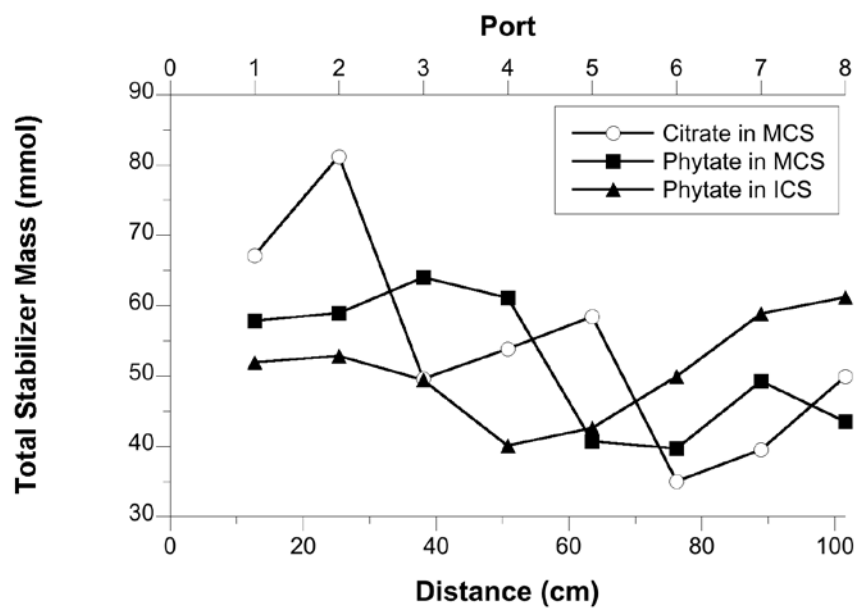 Port
0 1 2 3 4 5 6 7 8
90
80
70
60
50
40
30
Total Stabilizer Mass (mmol)
Citrate in MCS
Phytate in MCS
Phytate in ICS
0 20 40 60 80 100
Distance (cm)